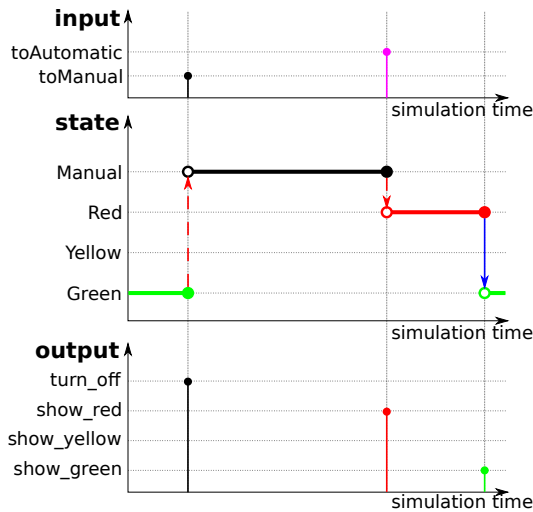 input
toAutomatic
toManual
simulation time
state
Manual
Red
Yellow
Green
simulation time
output
turn_off
show_red
show_yellow
show_green
simulation time